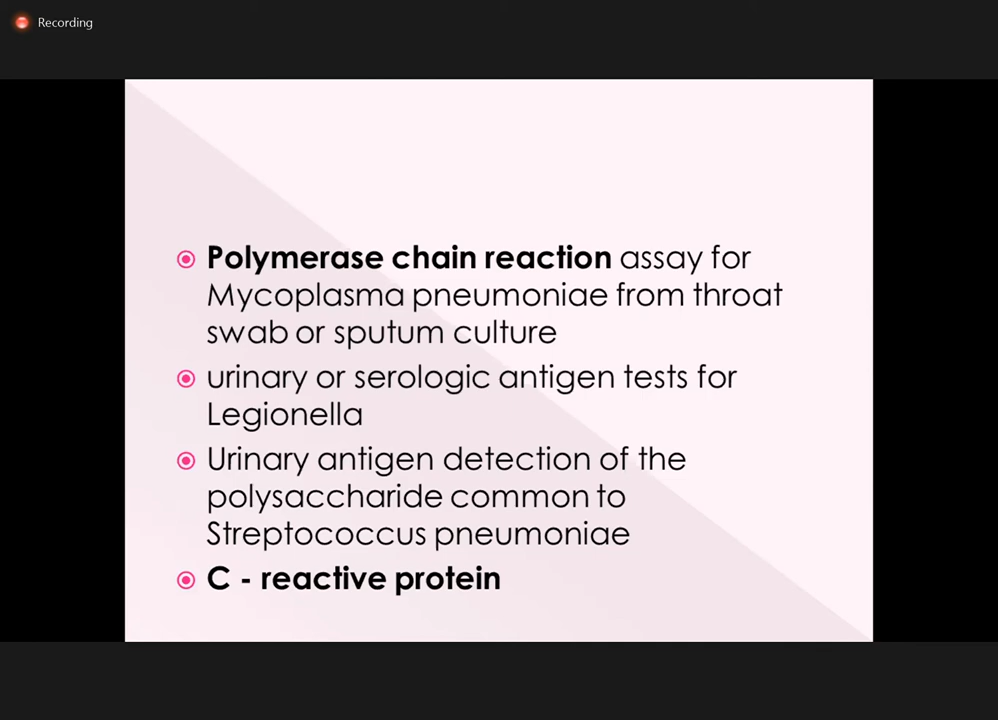 Recording
Polymerase chain reaction assay for
Mycoplasma pneumoniae from throat
swab or sputum culture
urinary or serologic antigen tests for
Legionella
Urinary antigen detection of the
polysaccharide common to
Streptococcus pneumoniae
C - reactive protein